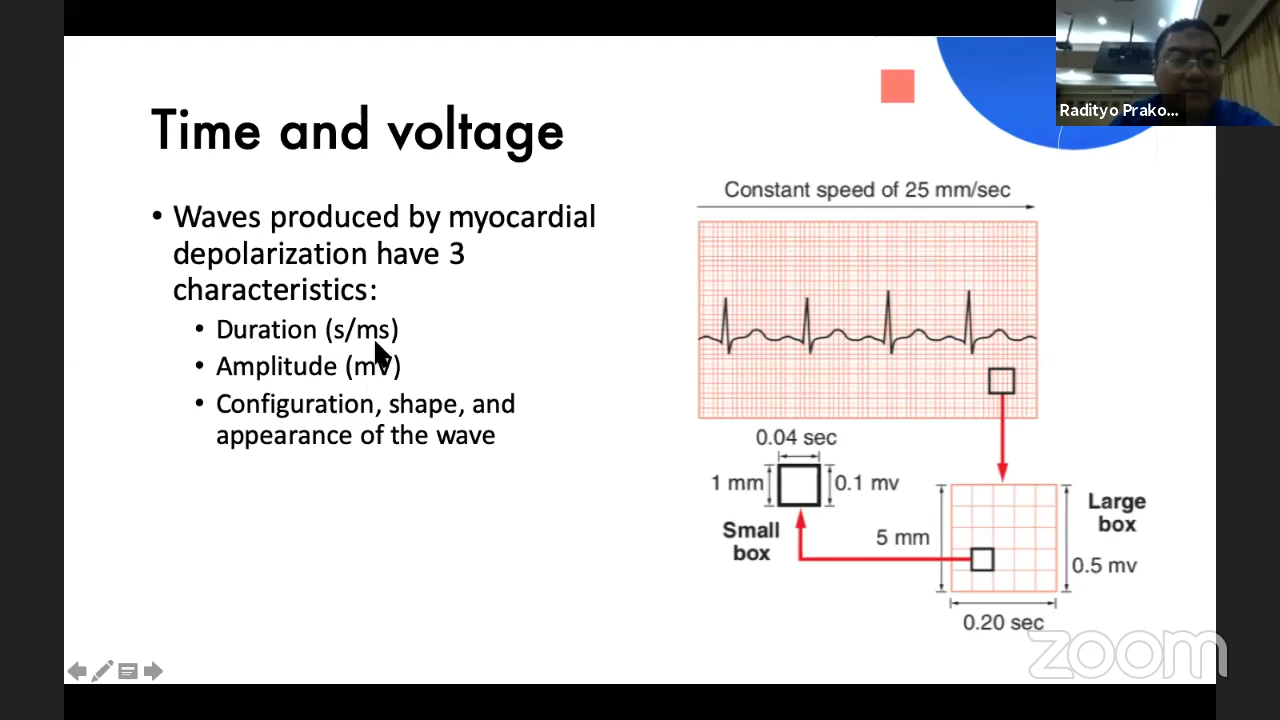 Time and voltage
Radityo Prako...
• Waves produced by myocardial
depolarization have 3
characteristics:
• Duration (s/ms)
• Amplitude (mV)
• Configuration, shape, and
appearance of the wave
Constant speed of 25 mm/sec
0.04 sec
1 mm
0.1 mv
Small
box
5 mm
Large
box
0.5 mv
0.20 sec
zoom